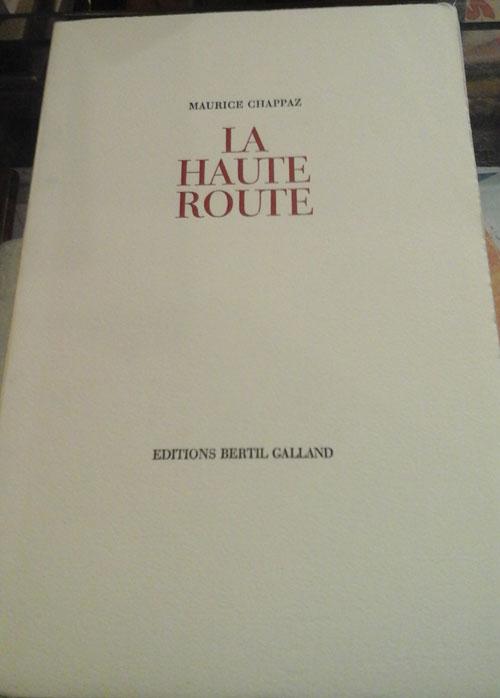 MAURICE CHAPPAZ
LA
HAUTE
ROUTE
EDITIONS BERTIL GALLAND